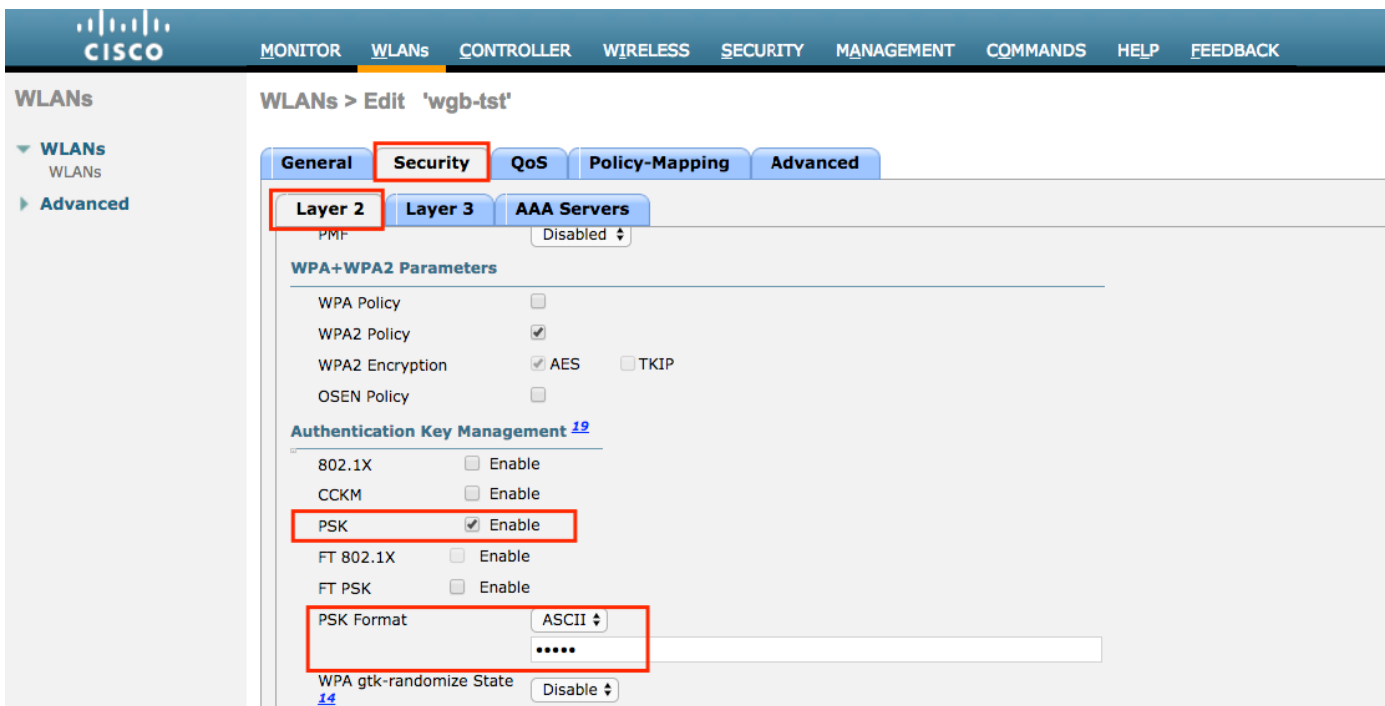 CISCO
MONITOR WLANs CONTROLLER WIRELESS SECURITY MANAGEMENT COMMANDS HELP FEEDBACK
WLANs
WLANs
WLANs
Advanced
WLANs > Edit 'wgb-tst'
General Security QoS Policy-Mapping Advanced
Layer 2 Layer 3 AAA Servers
PMF Disabled
WPA+WPA2 Parameters
WPA Policy
WPA2 Policy
WPA2 Encryption AES TKIP
OSEN Policy
Authentication Key Management 19
802.1X Enable
CCKM Enable
PSK Enable
FT 802.1X Enable
FT PSK Enable
PSK Format ASCII
•••••
WPA gtk-randomize State Disable
14